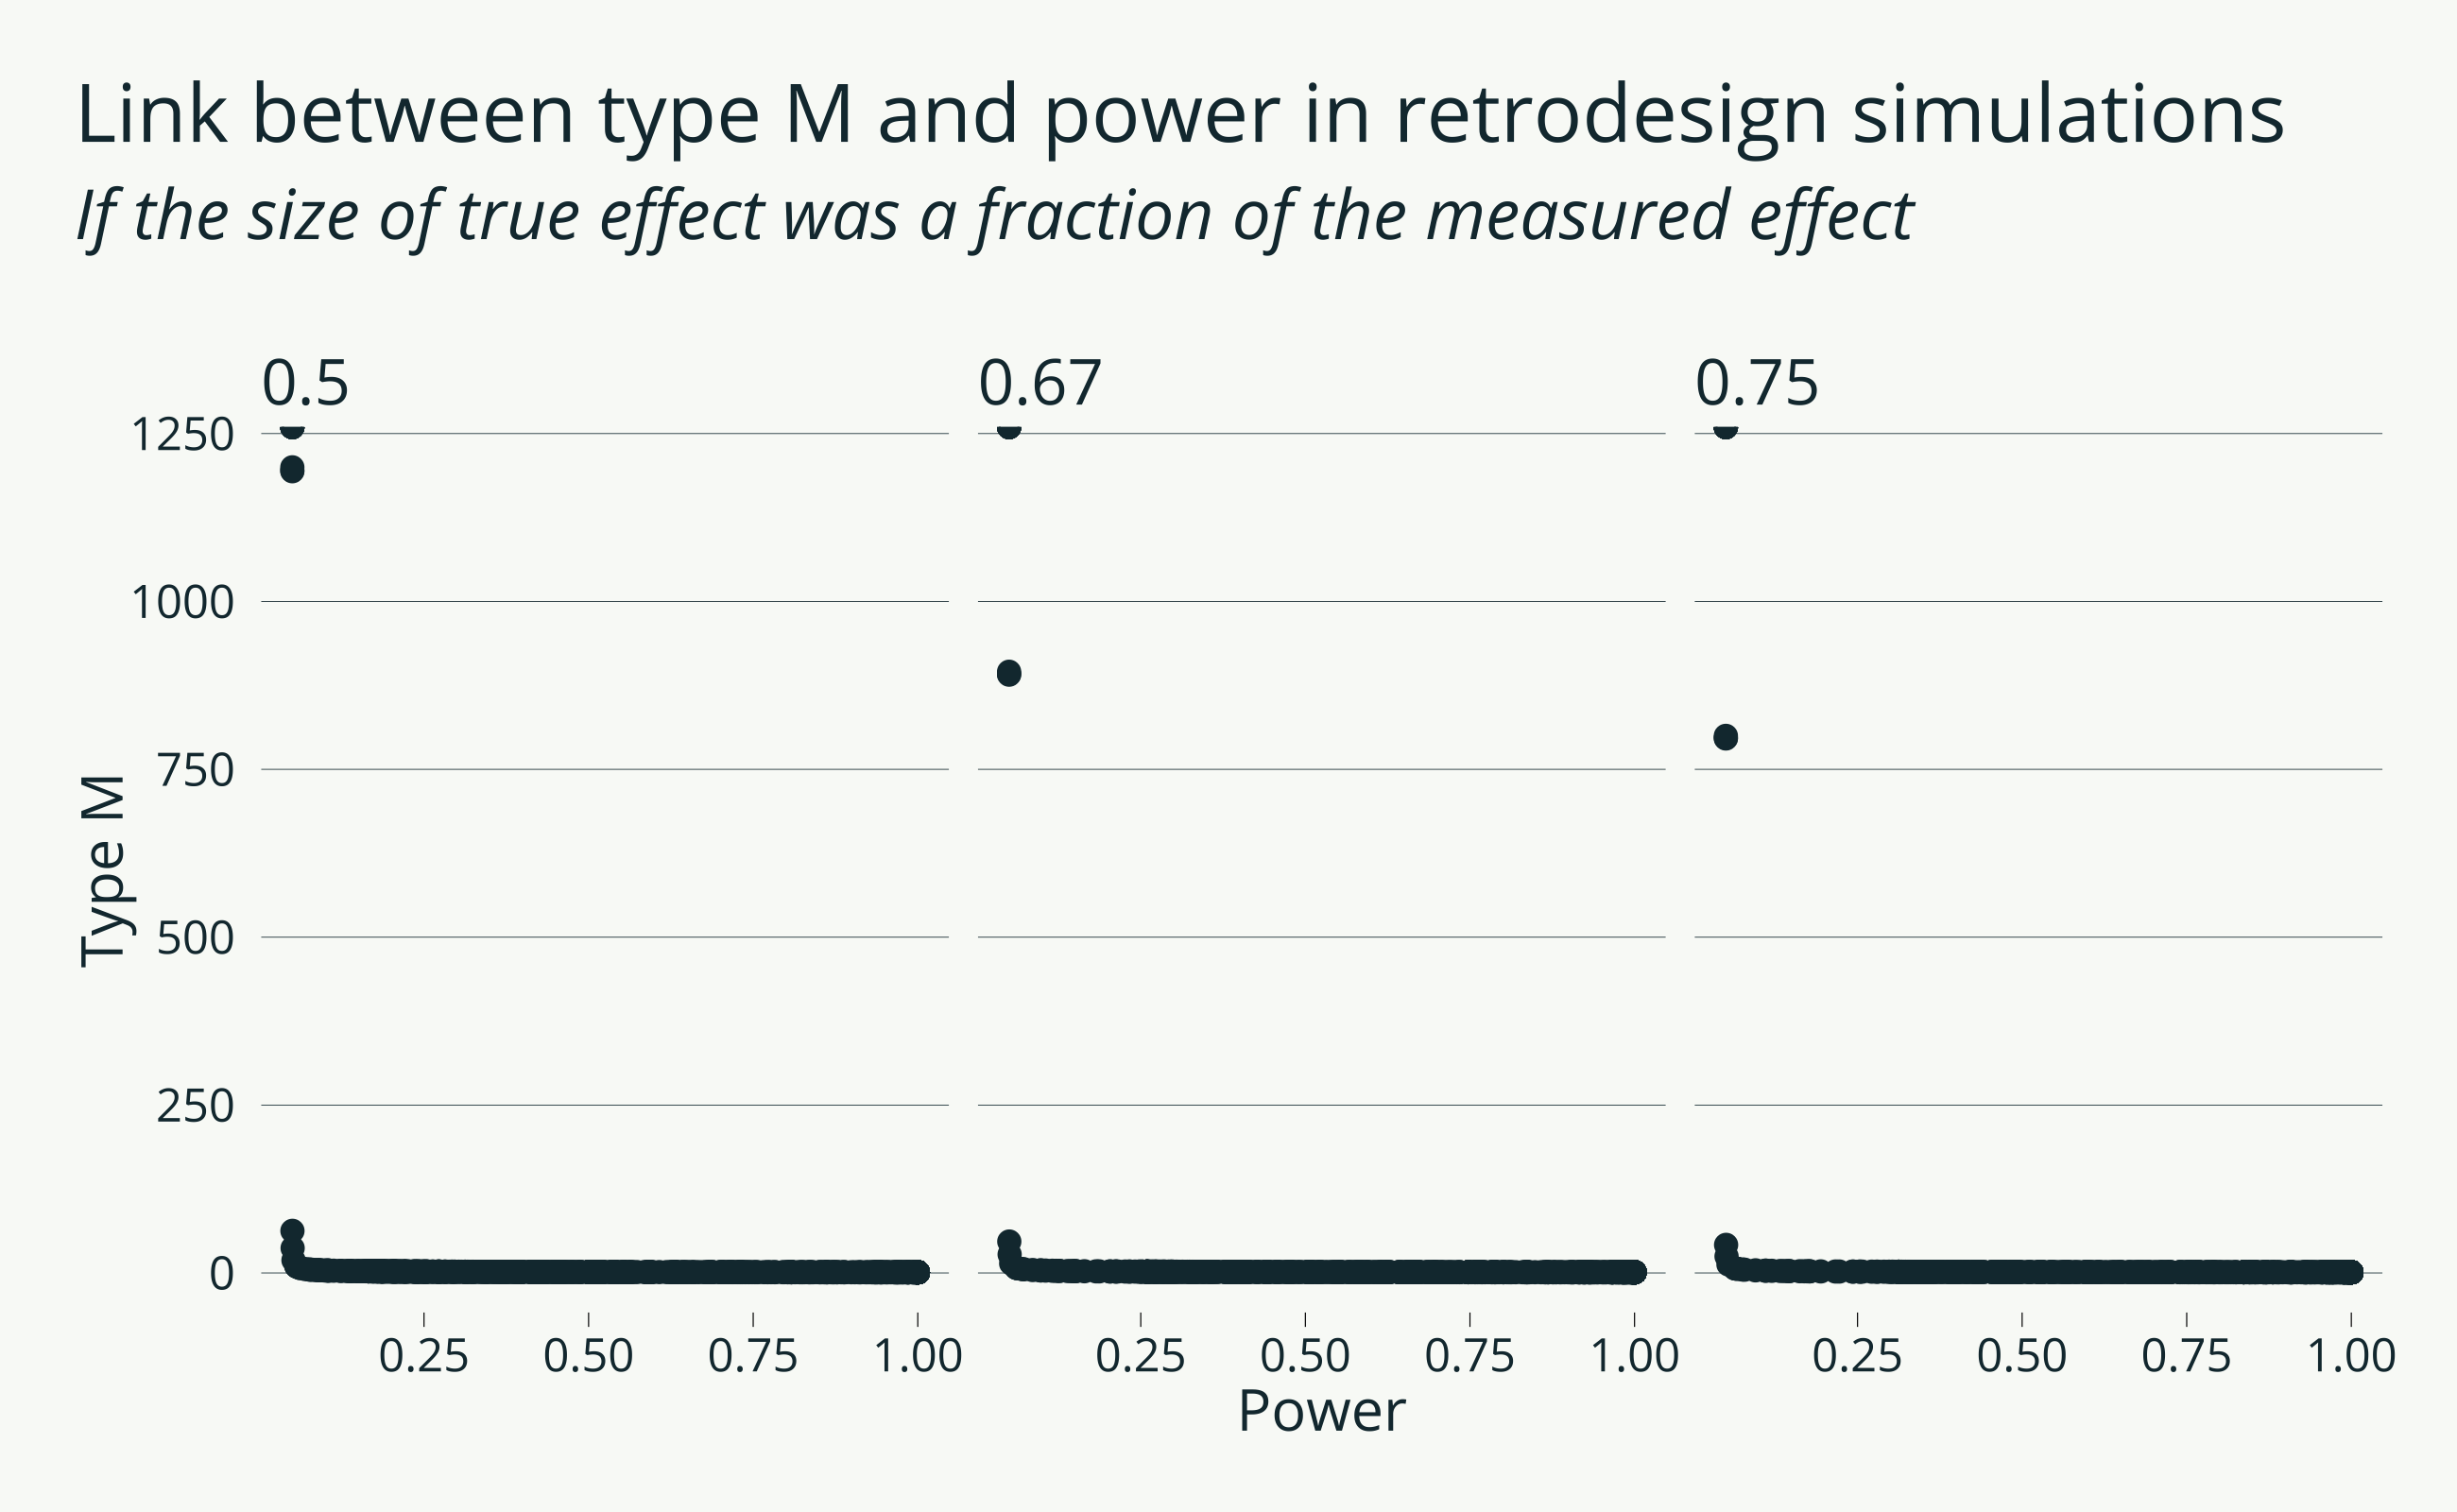 Link between type M and power in retrodesign simulations
If the size of true effect was a fraction of the measured effect
0.5 0.67 0.75
1250
1000
750
500
250
0
Type M
0.25 0.50 0.75 1.00 0.25 0.50 0.75 1.00 0.25 0.50 0.75 1.00
Power